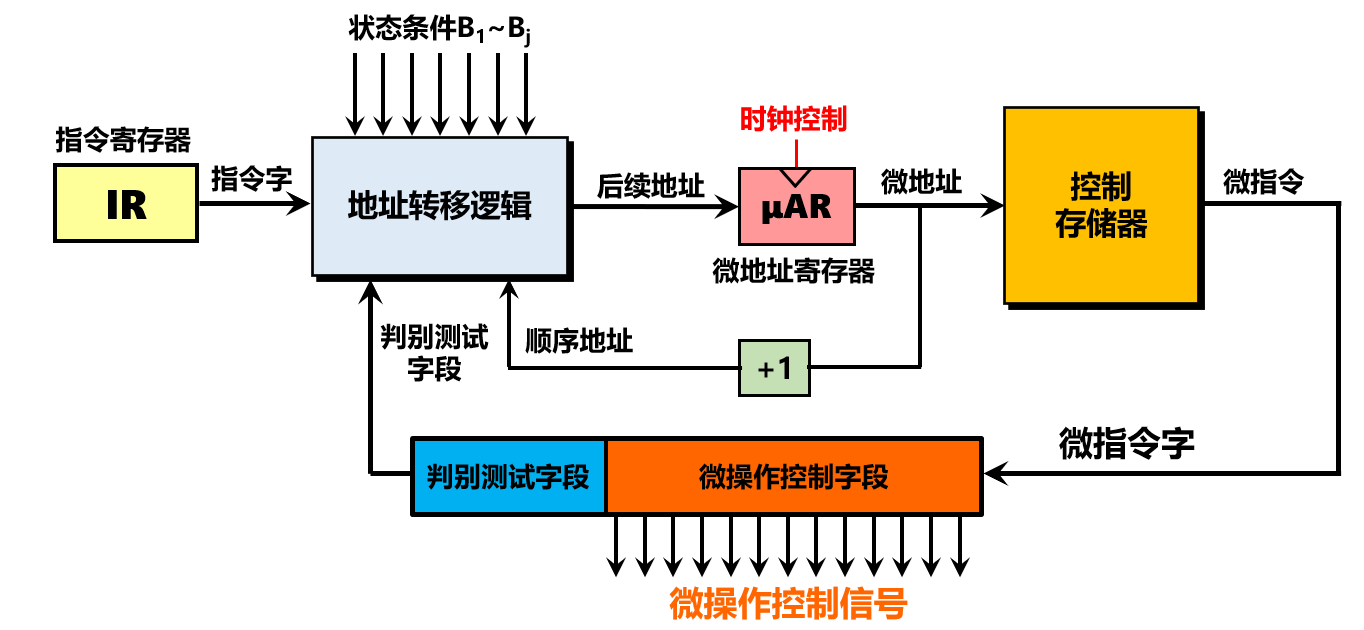 状态条件B₁~Bⱼ
时钟控制
指令寄存器
指令字
IR
地址转移逻辑
后续地址
μAR
微地址
控制
存储器
微指令
微地址寄存器
判别测试
字段
顺序地址
+1
微指令字
判别测试字段
微操作控制字段
微操作控制信号